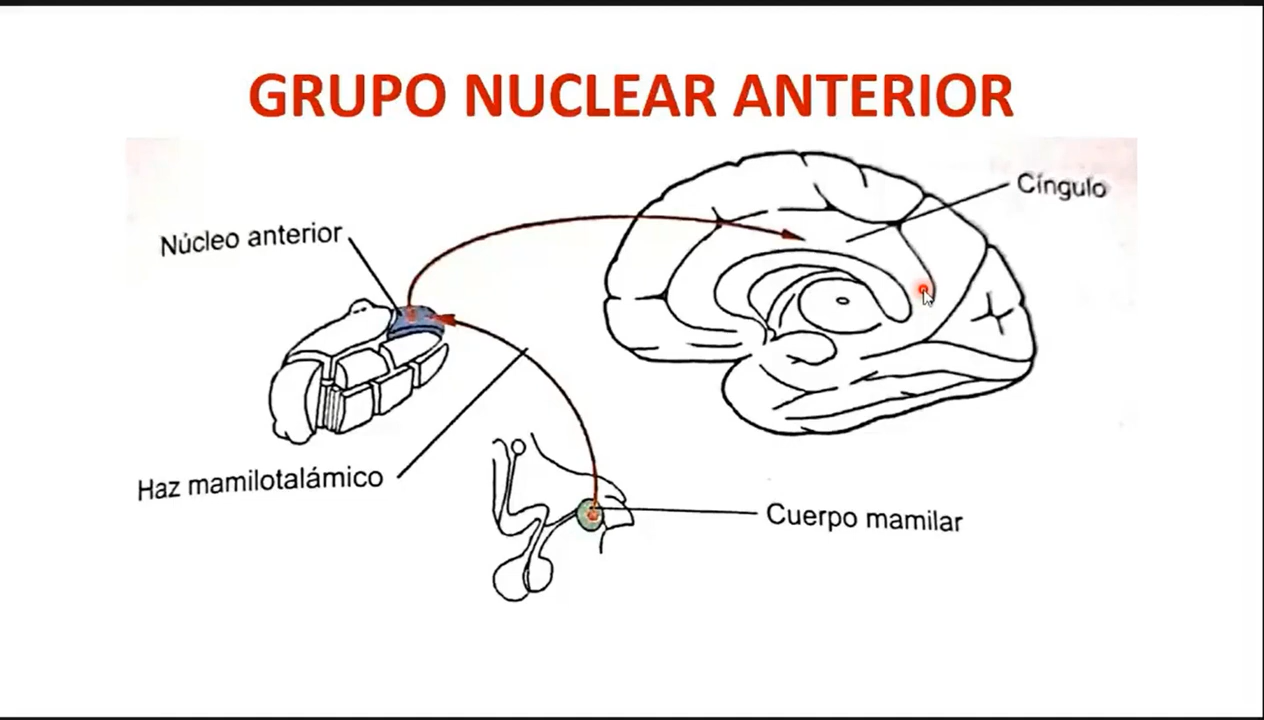 GRUPO NUCLEAR ANTERIOR
Cíngulo
Núcleo anterior
Haz mamilotalámico
Cuerpo mamilar